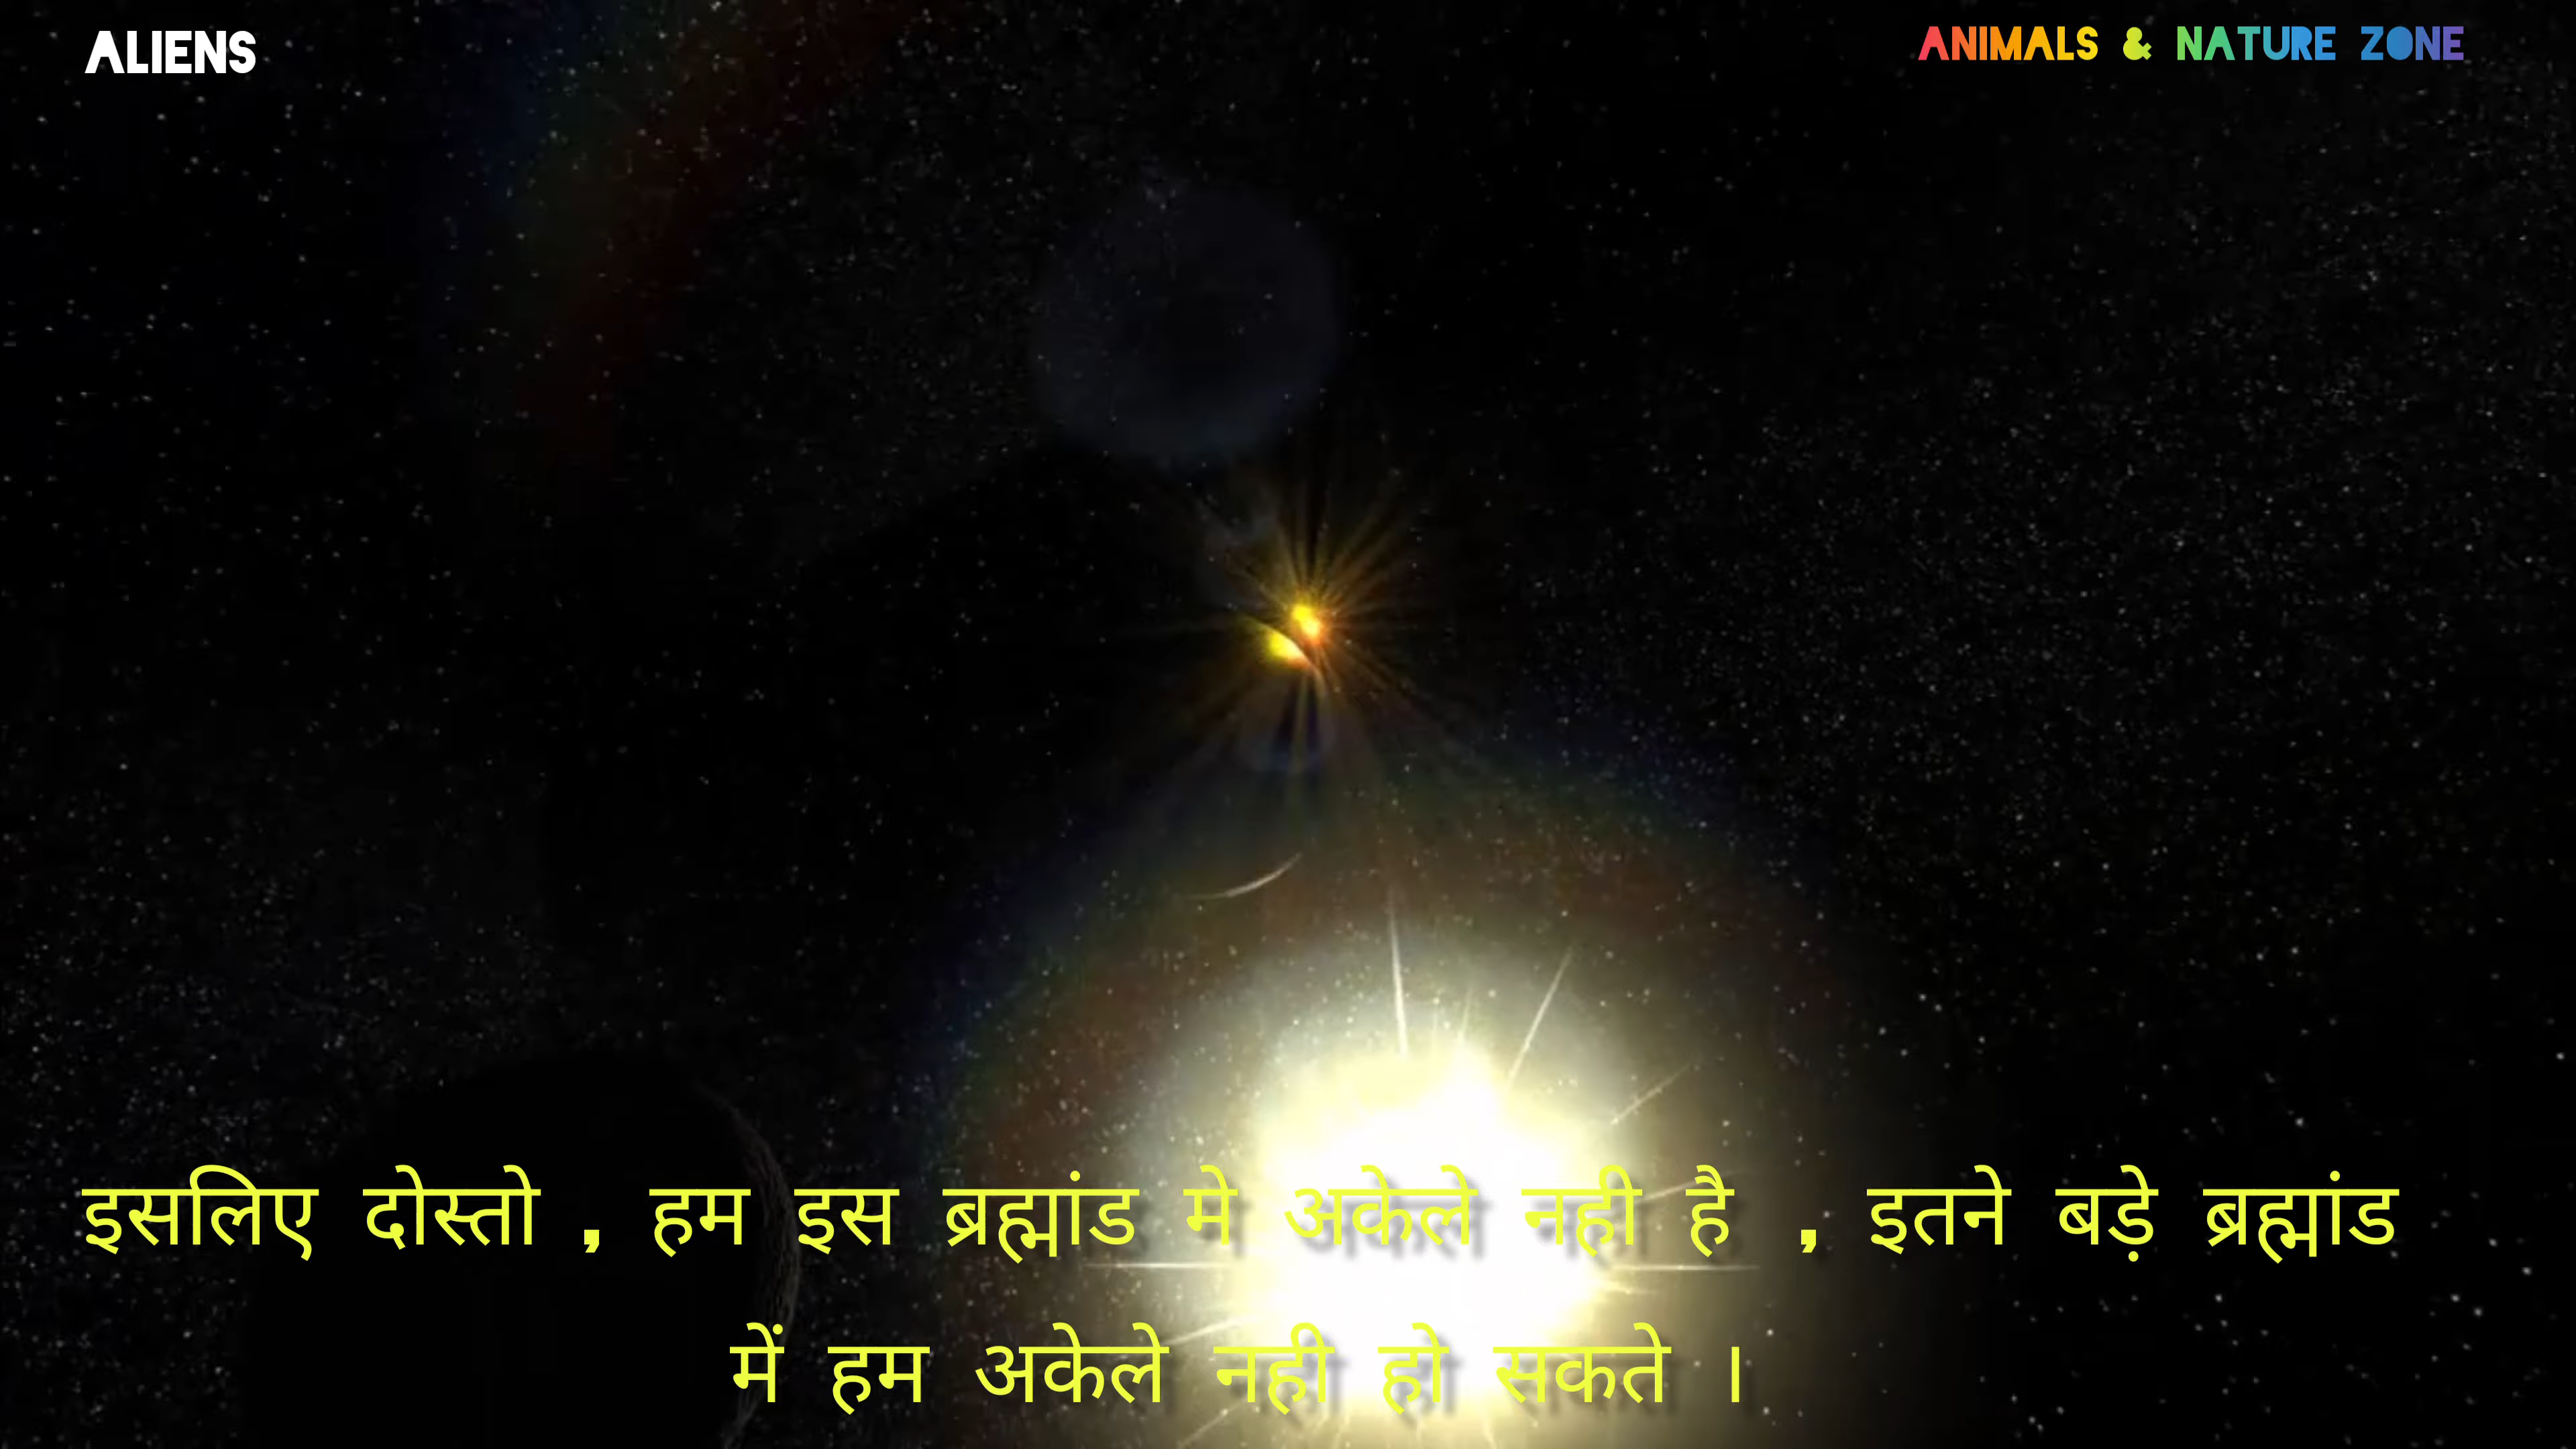 ALIENS
ANIMALS & NATURE ZONE
इसलिए दोस्तो , हम इस ब्रह्मांड मे अकेले नही है , इतने बड़े ब्रह्मांड
में हम अकेले नही हो सकते ।